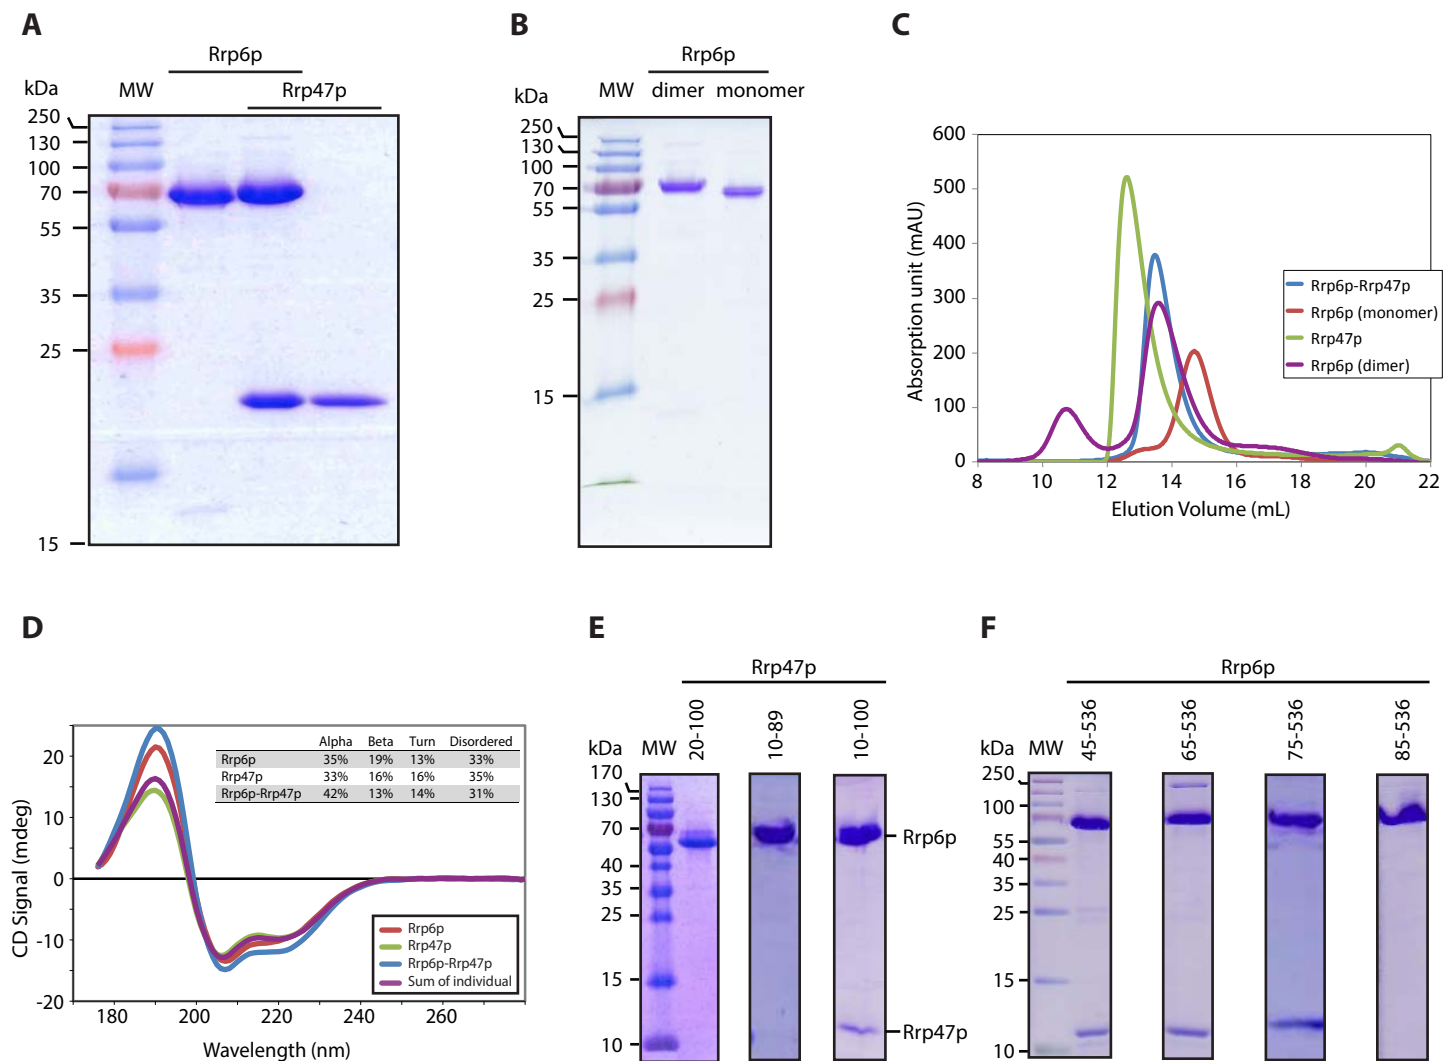 A
Rrp6p
kDa
MW
Rrp47p
250
130
100
70
55
35
25
15
B
Rrp6p
kDa
MW dimer monomer
250
130
100
70
55
35
25
15
C
600
500
400
300
200
100
0
Absorption unit (mAU)
8 10 12 14 16 18 20 22
Elution Volume (mL)
Rrp6p-Rrp47p
Rrp6p (monomer)
Rrp47p
Rrp6p (dimer)
D
20
10
0
-10
-20
CD Signal (mdeg)
180 200 220 240 260
Wavelength (nm)
Alpha Beta Turn Disordered
Rrp6p 35% 19% 13% 33%
Rrp47p 33% 16% 16% 35%
Rrp6p-Rrp47p 42% 13% 14% 31%
Rrp6p
Rrp47p
Rrp6p-Rrp47p
Sum of individual
E
Rrp47p
kDa
MW
20-100
10-89
10-100
170
130
70
40
35
25
15
10
Rrp6p
Rrp47p
F
Rrp6p
kDa
MW
45-536
65-536
75-536
85-536
250
100
55
40
35
25
15
10